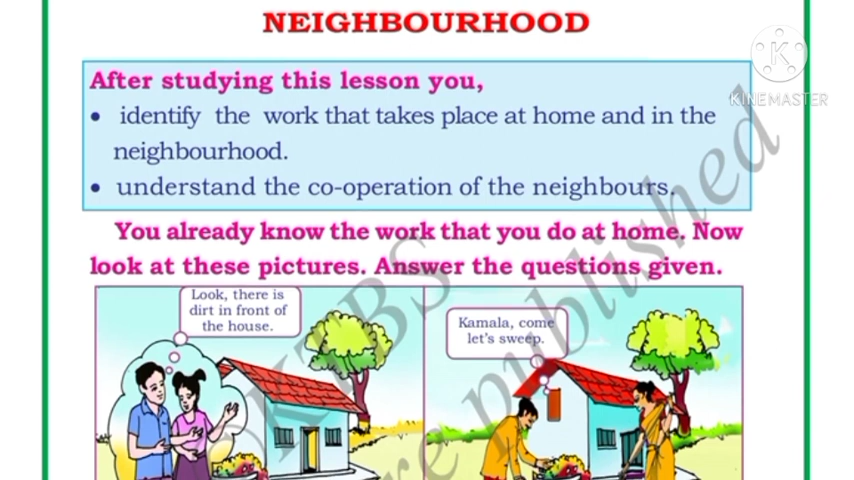 NEIGHBOURHOOD
KINEMASTER
After studying this lesson you,
• identify the work that takes place at home and in the
neighbourhood.
• understand the co-operation of the neighbours.
You already know the work that you do at home. Now
look at these pictures. Answer the questions given.
Look, there is
dirt in front of
the house.
Kamala, come
let's sweep.
©KTBS
re published